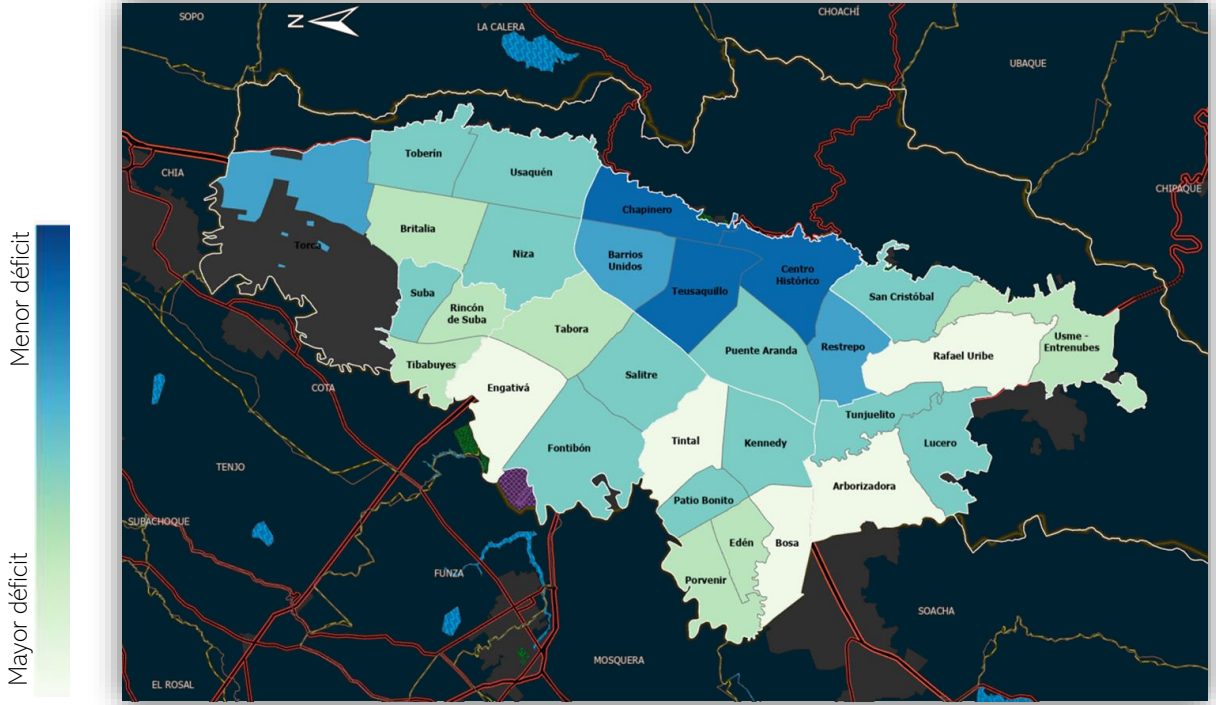 SOPO
N
LA CALERA
CHOACHÍ
UBAQUE
CHIA
CHIPAQUE
Toberín
Usaquén
Chapinero
Britalia
Torca
Niza
Barrios
Unidos
Centro
Histórico
Teusaquillo
San Cristóbal
Suba
Rincón
de Suba
Tabora
Puente Aranda
Restrepo
Rafael Uribe
Usme -
Entrenubes
Tibabuyes
Engativá
Salitre
COTA
Tunjuelito
Tintal
Kennedy
Lucero
Fontibón
TENJO
Arborizadora
Patio Bonito
SUBACHOQUE
Edén
Bosa
FUNZA
Porvenir
SOACHA
MOSQUERA
EL ROSAL
Menor déficit
Mayor déficit